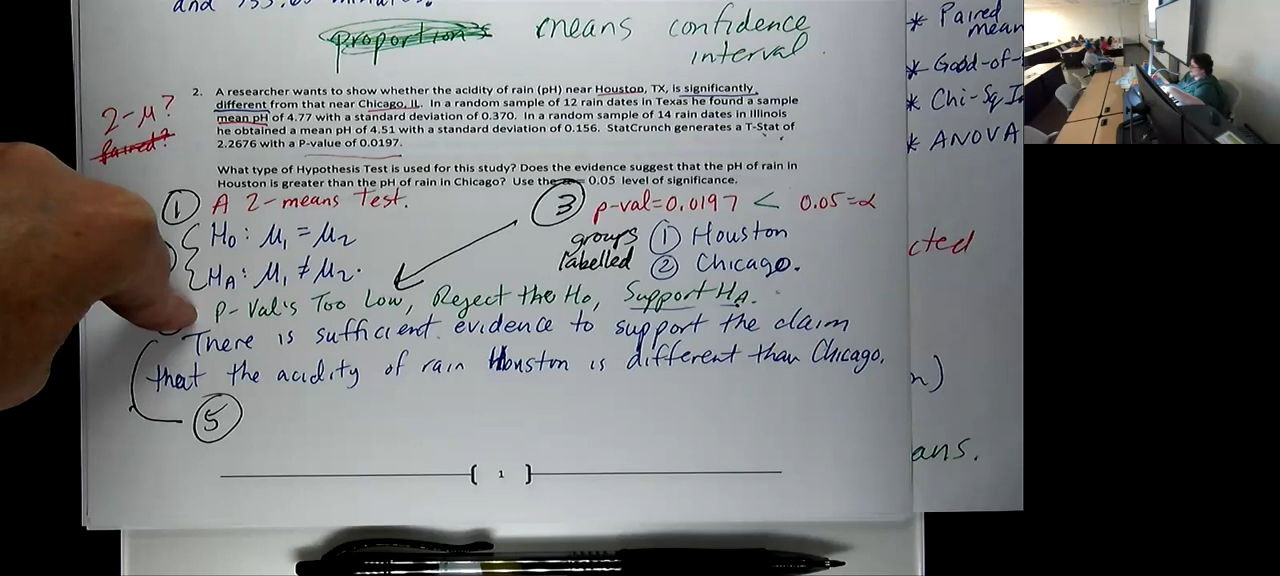 and
proportions means confidence
interval
2. A researcher wants to show whether the acidity of rain (pH) near Houston, TX, is significantly
different from that near Chicago, IL. In a random sample of 12 rain dates in Texas he found a sample
mean pH of 4.77 with a standard deviation of 0.370. In a random sample of 14 rain dates in Illinois
he obtained a mean pH of 4.51 with a standard deviation of 0.156. StatCrunch generates a T-Stat of
2.2676 with a P-value of 0.0197.
2-μ?
paired?
What type of Hypothesis Test is used for this study? Does the evidence suggest that the pH of rain in
Houston is greater than the pH of rain in Chicago? Use the 0.05 level of significance.
① A 2-means Test.
③ p-val=0.0197 < 0.05=α
H₀: μ₁ = μ₂
Hᴀ: μ₁ ≠ μ₂.
groups ① Houston
labelled ② Chicago.
P-Val's Too Low, Reject the H₀, Support Hᴀ.
There is sufficient evidence to support the claim
that the acidity of rain Houston is different than Chicago.
⑤
{ 1 }
* Paired
mean
* Good-of-
* Chi-Sq I
* ANOVA
cted
n)
ans.